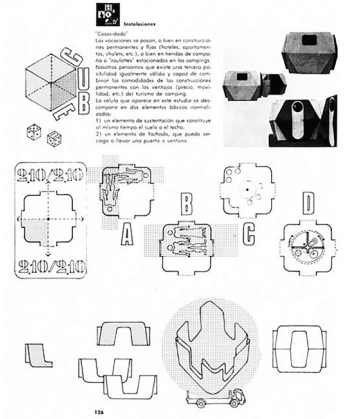 Instalaciones
"Casas-dado"
Las vacaciones se pasan, o bien en construccio-
nes permanentes y fijas (hoteles, apartamen-
tos, chalets, etc.), o bien en tiendas de campa-
ña o "roulottes" estacionados en los campings.
Nosotros pensamos que existe una tercera po-
sibilidad igualmente válida y capaz de com-
binar las comodidades de las construcciones
permanentes con las ventajas (precio, movi-
lidad, etc.) del turismo de camping.
La célula que aparece en este estudio se des-
compone en dos elementos básicos normali-
zados:
1) un elemento de sustentación que constituye
al mismo tiempo el suelo o el techo.
2) un elemento de fachada, que puede ser
ciego o llevar una puerta o ventana.
CUBE
210/210
210/210
A
B
C
D
126